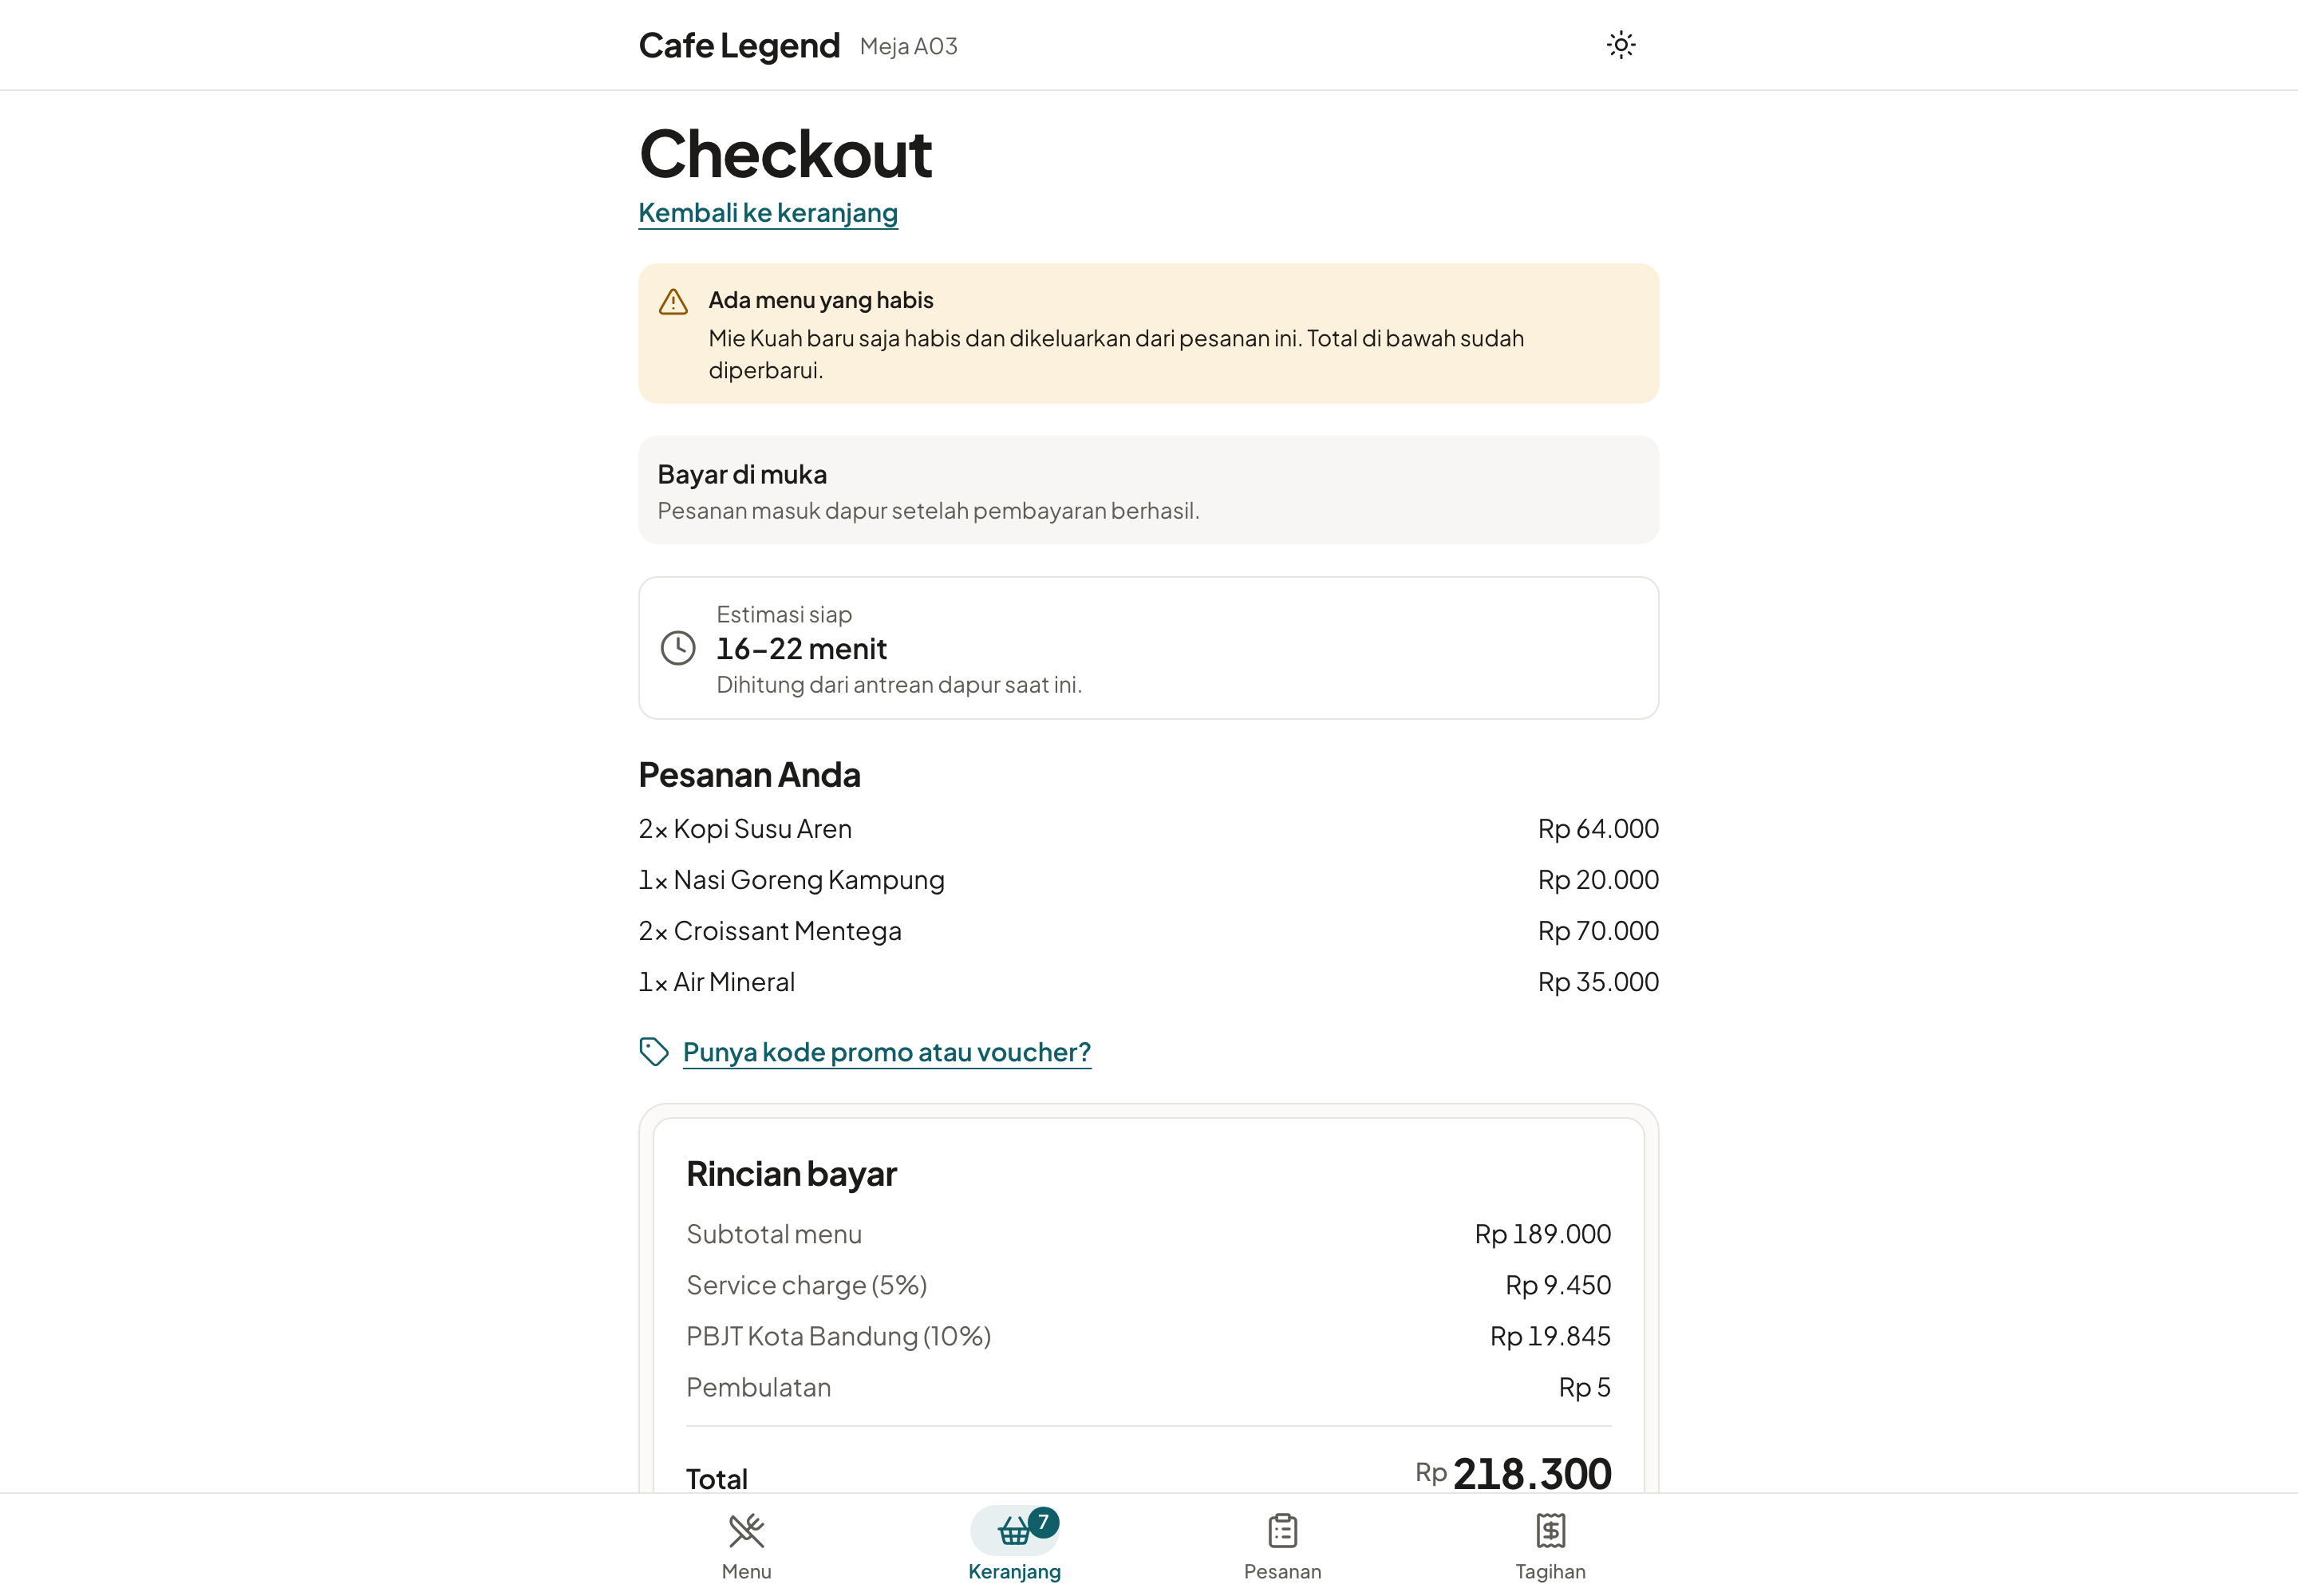 Cafe Legend Meja A03
Checkout
Kembali ke keranjang
Ada menu yang habis
Mie Kuah baru saja habis dan dikeluarkan dari pesanan ini. Total di bawah sudah
diperbarui.
Bayar di muka
Pesanan masuk dapur setelah pembayaran berhasil.
Estimasi siap
16–22 menit
Dihitung dari antrean dapur saat ini.
Pesanan Anda
2× Kopi Susu Aren Rp 64.000
1× Nasi Goreng Kampung Rp 20.000
2× Croissant Mentega Rp 70.000
1× Air Mineral Rp 35.000
Punya kode promo atau voucher?
Rincian bayar
Subtotal menu Rp 189.000
Service charge (5%) Rp 9.450
PBJT Kota Bandung (10%) Rp 19.845
Pembulatan Rp 5
Total Rp 218.300
7
Menu Keranjang Pesanan Tagihan